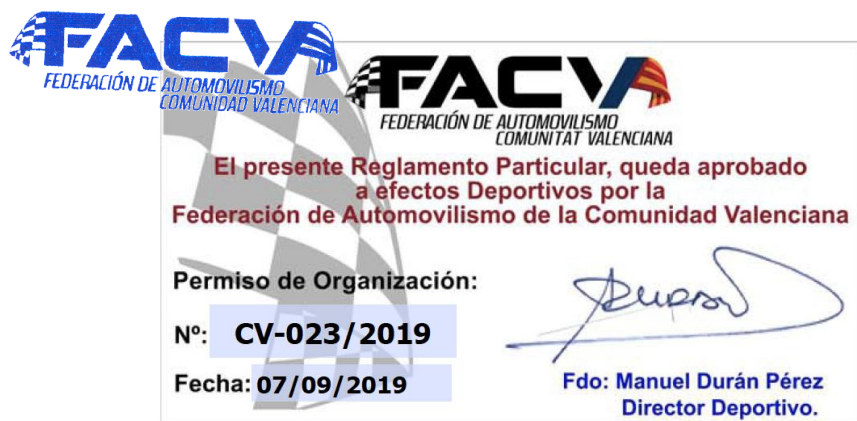 FACVA
FEDERACIÓN DE AUTOMOVILISMO
COMUNIDAD VALENCIANA
FACVA
FEDERACIÓN DE AUTOMOVILISMO
COMUNITAT VALENCIANA
El presente Reglamento Particular, queda aprobado
a efectos Deportivos por la
Federación de Automovilismo de la Comunidad Valenciana
Permiso de Organización:
Nº: CV-023/2019
Fecha: 07/09/2019
Fdo: Manuel Durán Pérez
Director Deportivo.